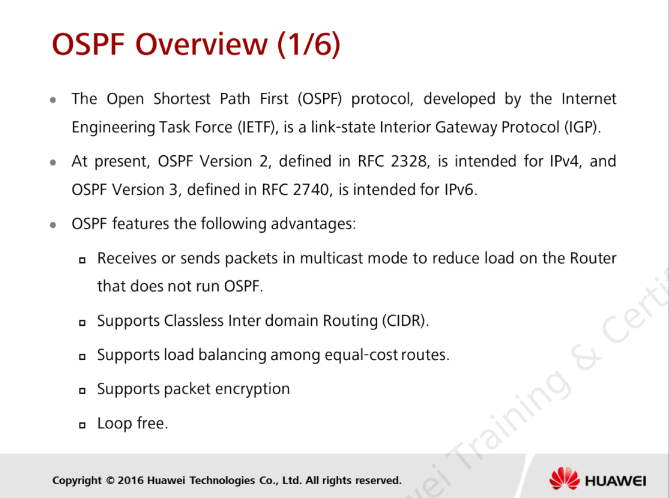 OSPF Overview (1/6)
The Open Shortest Path First (OSPF) protocol, developed by the Internet
Engineering Task Force (IETF), is a link-state Interior Gateway Protocol (IGP).
At present, OSPF Version 2, defined in RFC 2328, is intended for IPv4, and
OSPF Version 3, defined in RFC 2740, is intended for IPv6.
OSPF features the following advantages:
Receives or sends packets in multicast mode to reduce load on the Router
that does not run OSPF.
Supports Classless Inter domain Routing (CIDR).
Supports load balancing among equal-cost routes.
Supports packet encryption
Loop free.
Training & Certif
Copyright © 2016 Huawei Technologies Co., Ltd. All rights reserved.
HUAWEI